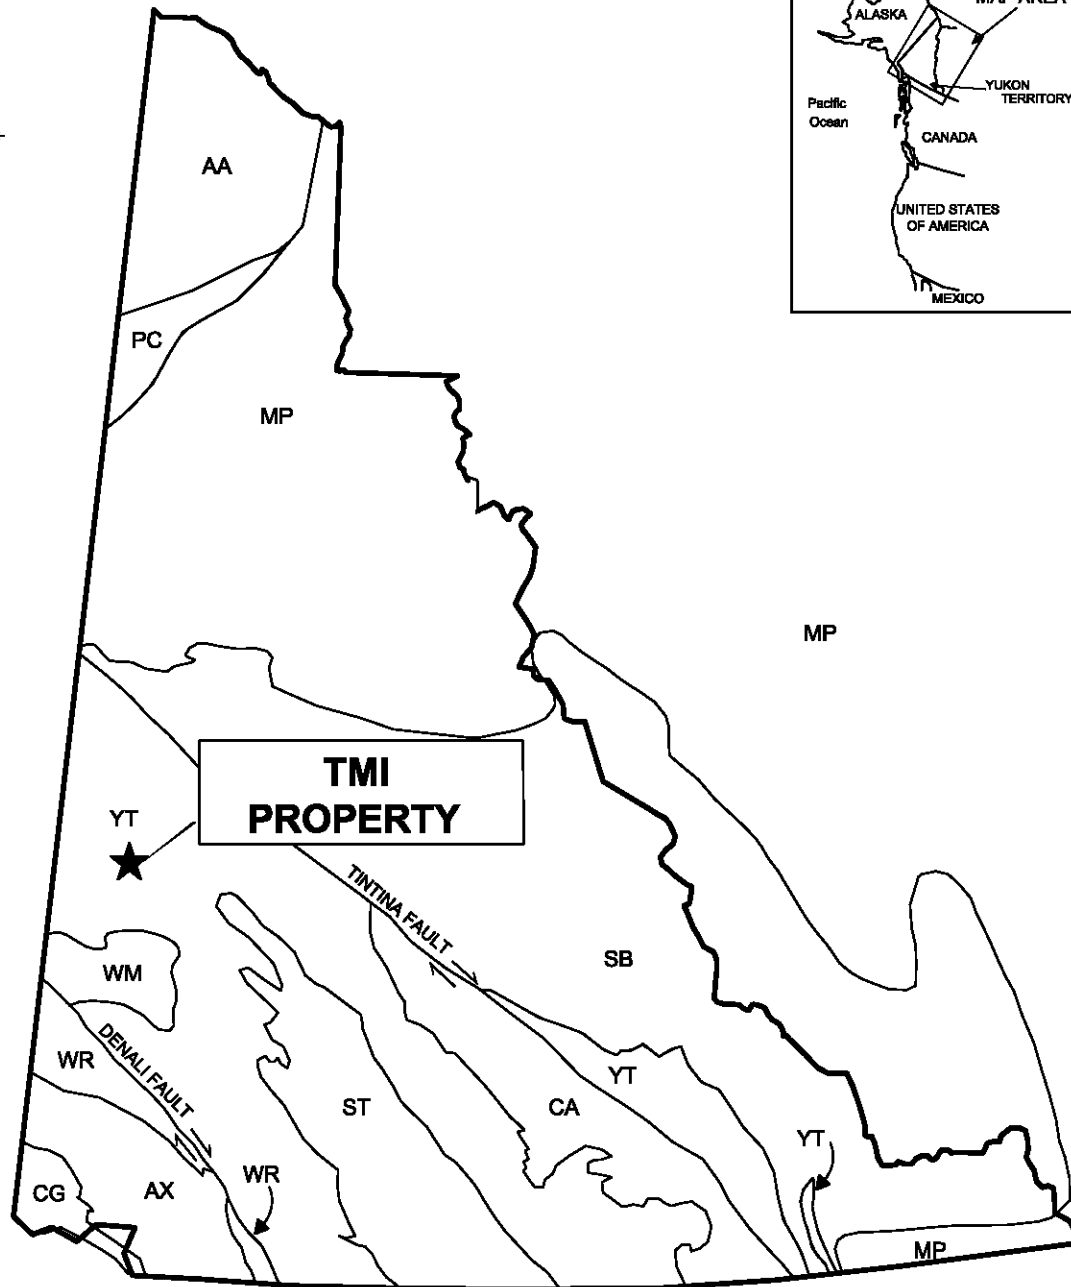 MAP AREA
ALASKA
YUKON
TERRITORY
Pacific
Ocean
CANADA
UNITED STATES
OF AMERICA
MEXICO
AA
PC
MP
MP
TMI
PROPERTY
YT
TINTINA FAULT
SB
WM
DENALI FAULT
WR
YT
ST
CA
YT
WR
CG
AX
MP